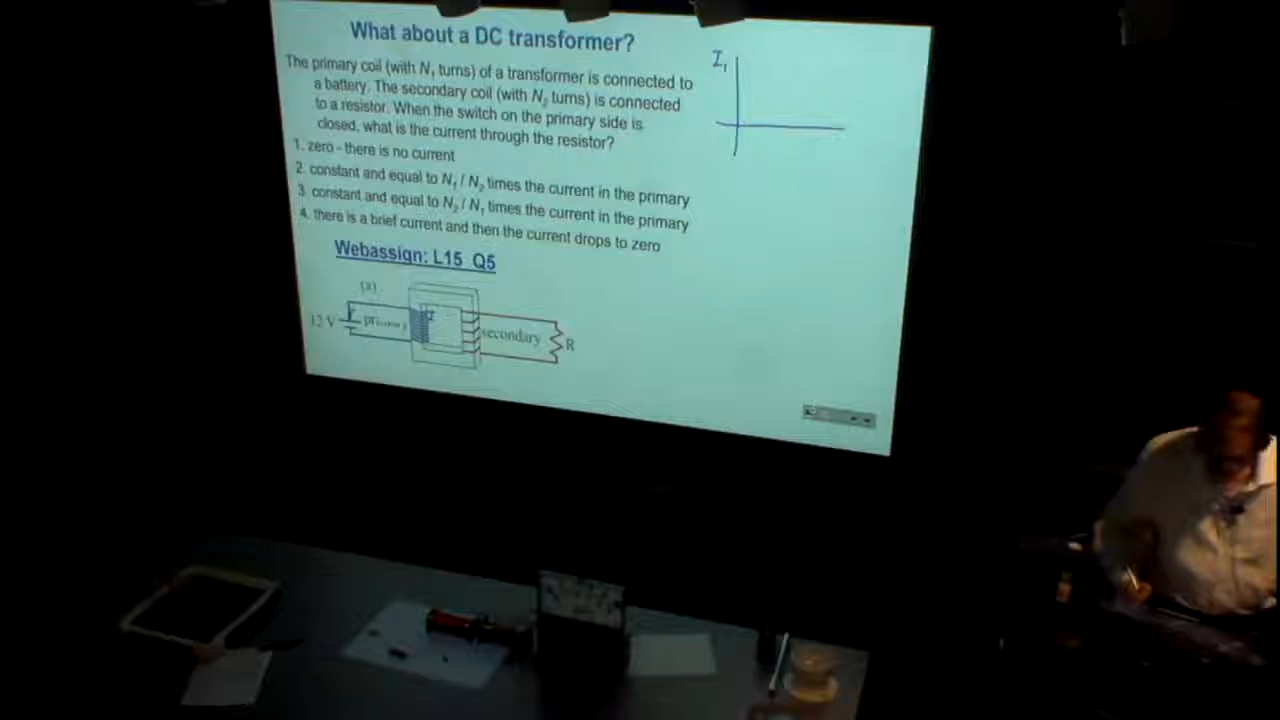 What about a DC transformer?
The primary coil (with N₁ turns) of a transformer is connected to
a battery. The secondary coil (with N₂ turns) is connected
to a resistor. When the switch on the primary side is
closed, what is the current through the resistor?
1. zero - there is no current
2. constant and equal to N₁ / N₂ times the current in the primary
3. constant and equal to N₂ / N₁ times the current in the primary
4. there is a brief current and then the current drops to zero
Webassign: L15 Q5
(a)
12 V primary secondary R
I₁